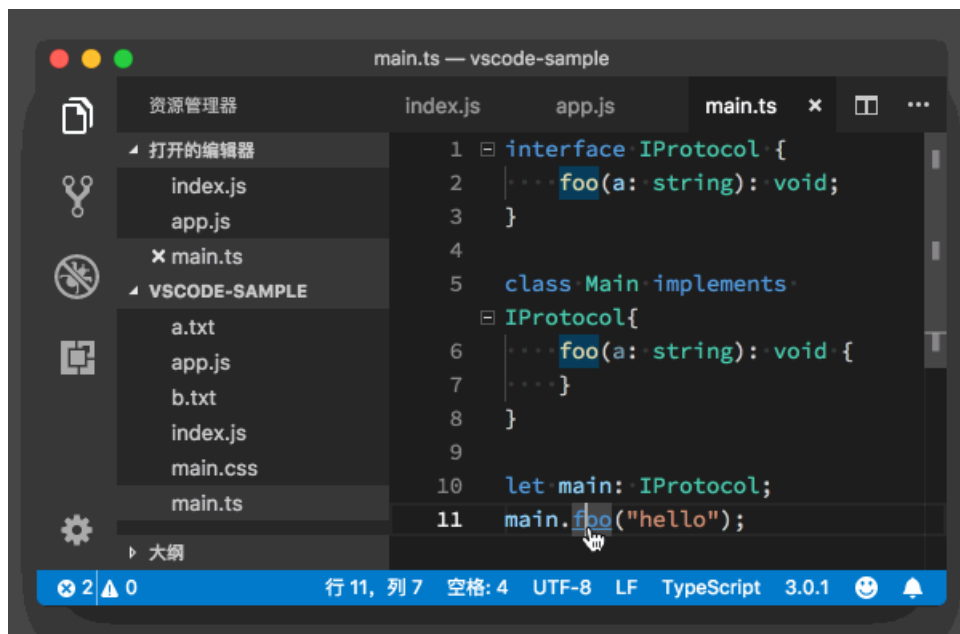 main.ts — vscode-sample
资源管理器
index.js app.js main.ts
打开的编辑器
index.js
app.js
main.ts
VSCODE-SAMPLE
a.txt
app.js
b.txt
index.js
main.css
main.ts
大纲
1 interface IProtocol {
2 foo(a: string): void;
3 }
4
5 class Main implements
IProtocol{
6 foo(a: string): void {
7 }
8 }
9
10 let main: IProtocol;
11 main.foo("hello");
2 0 行 11, 列 7 空格: 4 UTF-8 LF TypeScript 3.0.1